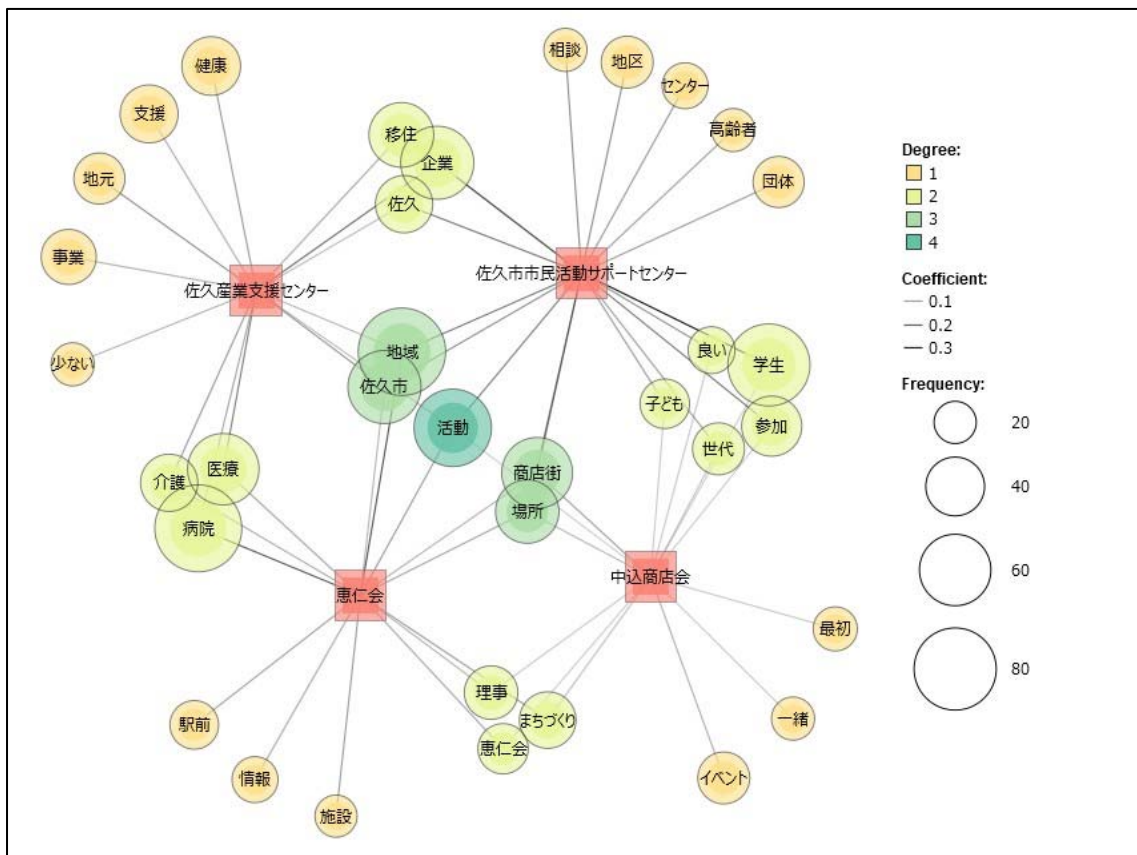 相談
地区
センター
高齢者
団体
健康
支援
地元
事業
少ない
移住
企業
佐久
佐久産業支援センター
佐久市市民活動サポートセンター
地域
佐久市
活動
良い
学生
子ども
参加
世代
商店街
場所
医療
介護
病院
恵仁会
中込商店会
最初
一緒
イベント
理事
まちづくり
恵仁会
駅前
情報
施設
Degree:
1
2
3
4
Coefficient:
0.1
0.2
0.3
Frequency:
20
40
60
80